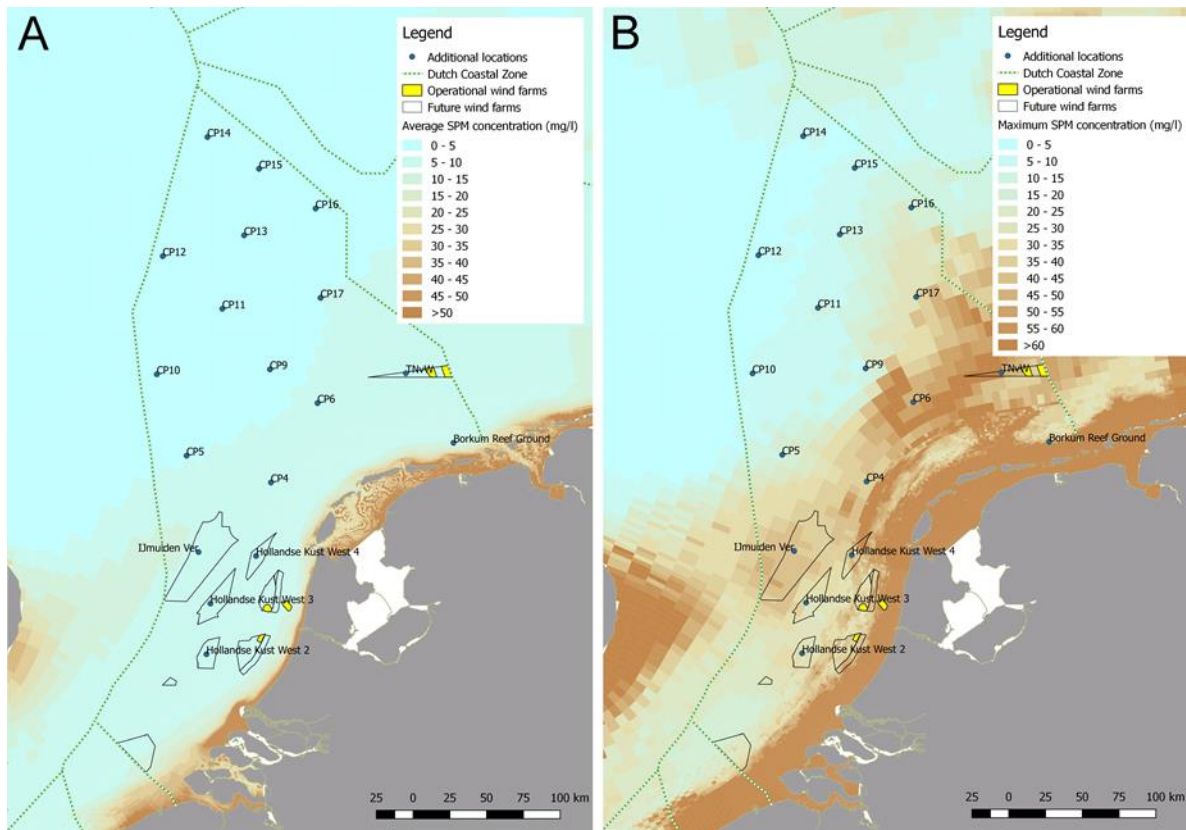 A
Legend
Additional locations
Dutch Coastal Zone
Operational wind farms
Future wind farms
Average SPM concentration (mg/l)
0 - 5
5 - 10
10 - 15
15 - 20
20 - 25
25 - 30
30 - 35
35 - 40
40 - 45
45 - 50
>50
CP14
CP15
CP16
CP13
CP12
CP17
CP11
CP9
CP10
TNvW
CP6
Borkum Reef Ground
CP5
CP4
IJmuiden Ver
Hollandse Kust West 4
Hollandse Kust West 3
Hollandse Kust West 2
25 0 25 50 75 100 km
B
Legend
Additional locations
Dutch Coastal Zone
Operational wind farms
Future wind farms
Maximum SPM concentration (mg/l)
0 - 5
5 - 10
10 - 15
15 - 20
20 - 25
25 - 30
30 - 35
35 - 40
40 - 45
45 - 50
50 - 55
55 - 60
>60
CP14
CP15
CP16
CP13
CP12
CP17
CP11
CP9
CP10
TNvW
CP6
Borkum Reef Ground
CP5
CP4
IJmuiden Ver
Hollandse Kust West 4
Hollandse Kust West 3
Hollandse Kust West 2
25 0 25 50 75 100 km